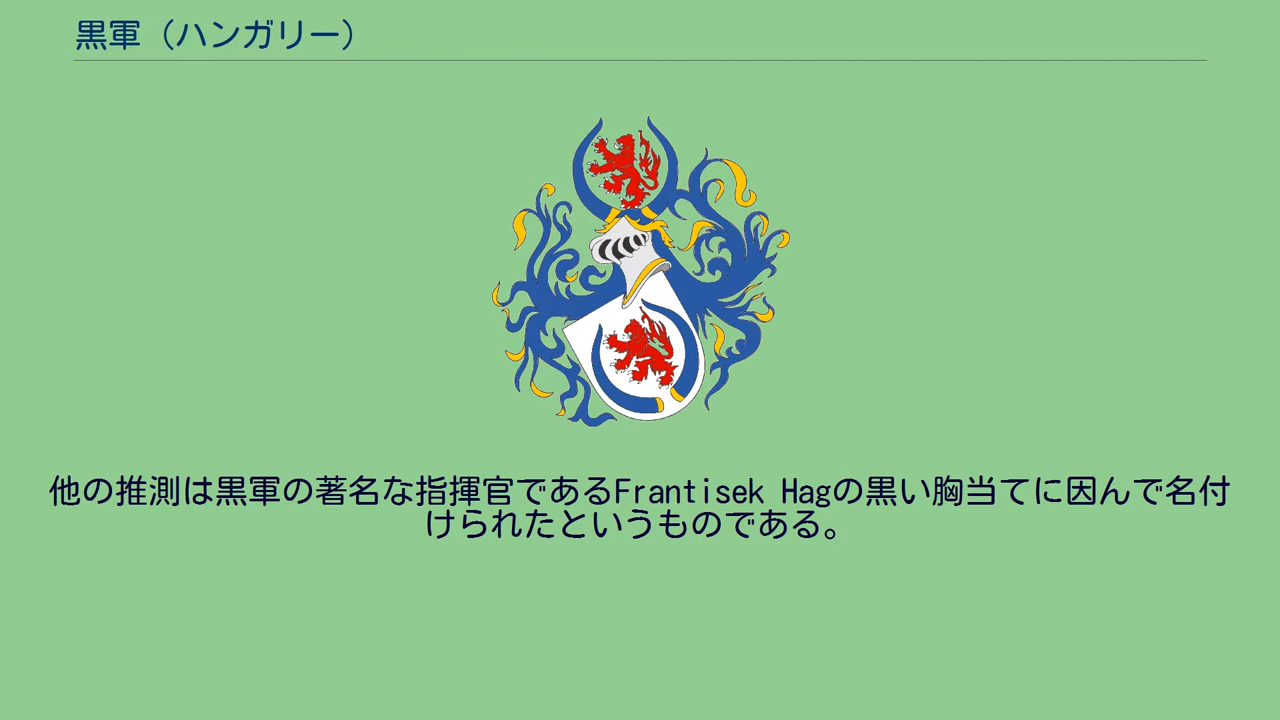 黒軍（ハンガリー）
他の推測は黒軍の著名な指揮官であるFrantisek Hagの黒い胸当てに因んで名付
けられたというものである。